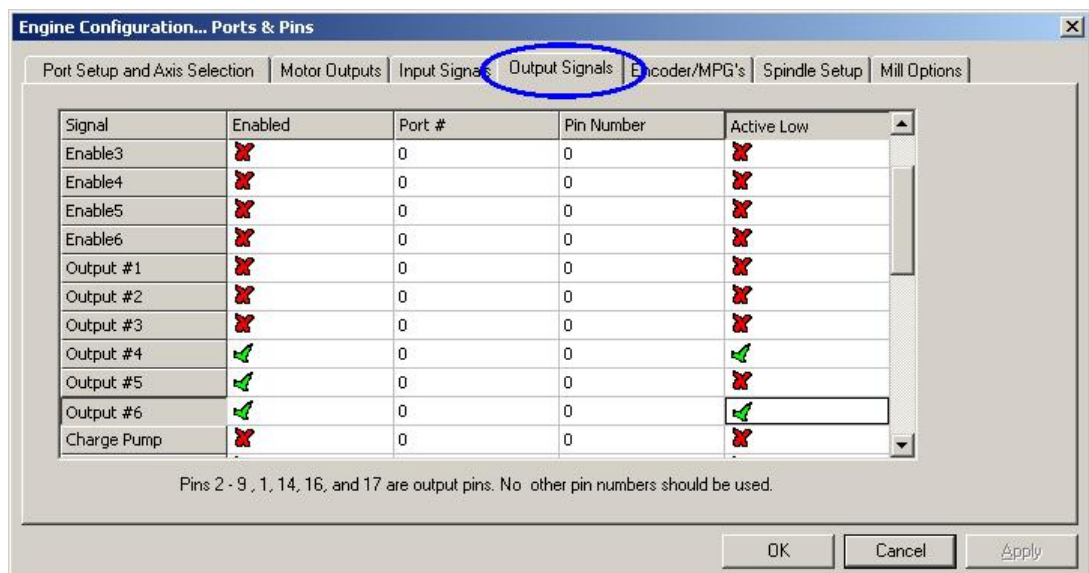 Engine Configuration... Ports & Pins
Port Setup and Axis Selection Motor Outputs Input Signals Output Signals Encoder/MPG's Spindle Setup Mill Options
Signal Enabled Port # Pin Number Active Low
Enable3 0 0
Enable4 0 0
Enable5 0 0
Enable6 0 0
Output #1 0 0
Output #2 0 0
Output #3 0 0
Output #4 0 0
Output #5 0 0
Output #6 0 0
Charge Pump 0 0
Pins 2 - 9 , 1, 14, 16, and 17 are output pins. No other pin numbers should be used.
OK Cancel Apply